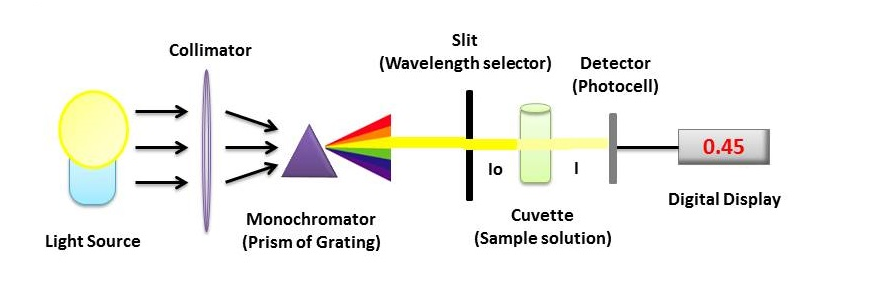 Collimator
Slit
(Wavelength selector)
Detector
(Photocell)
Io
I
0.45
Light Source
Monochromator
(Prism of Grating)
Cuvette
(Sample solution)
Digital Display